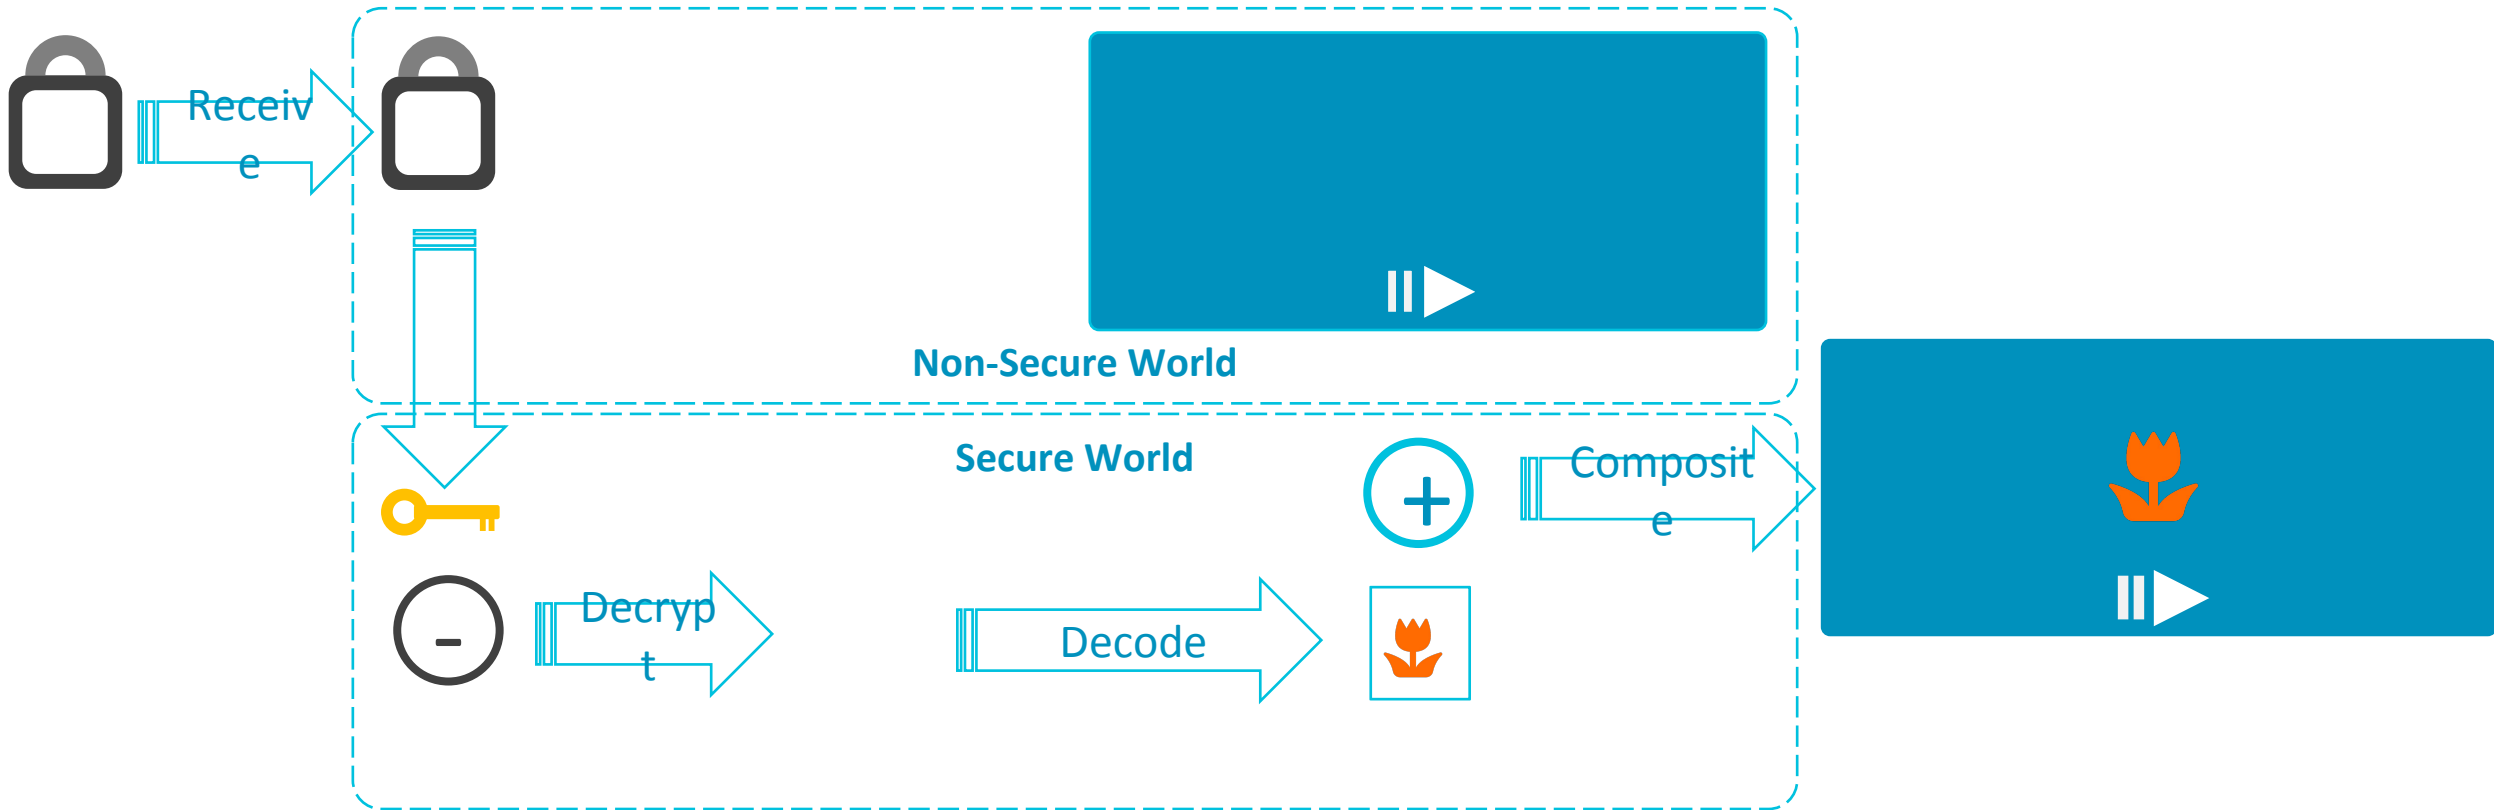 Receiv
e
Non-Secure World
Secure World
+
Composit
e
-
Decryp
t
Decode